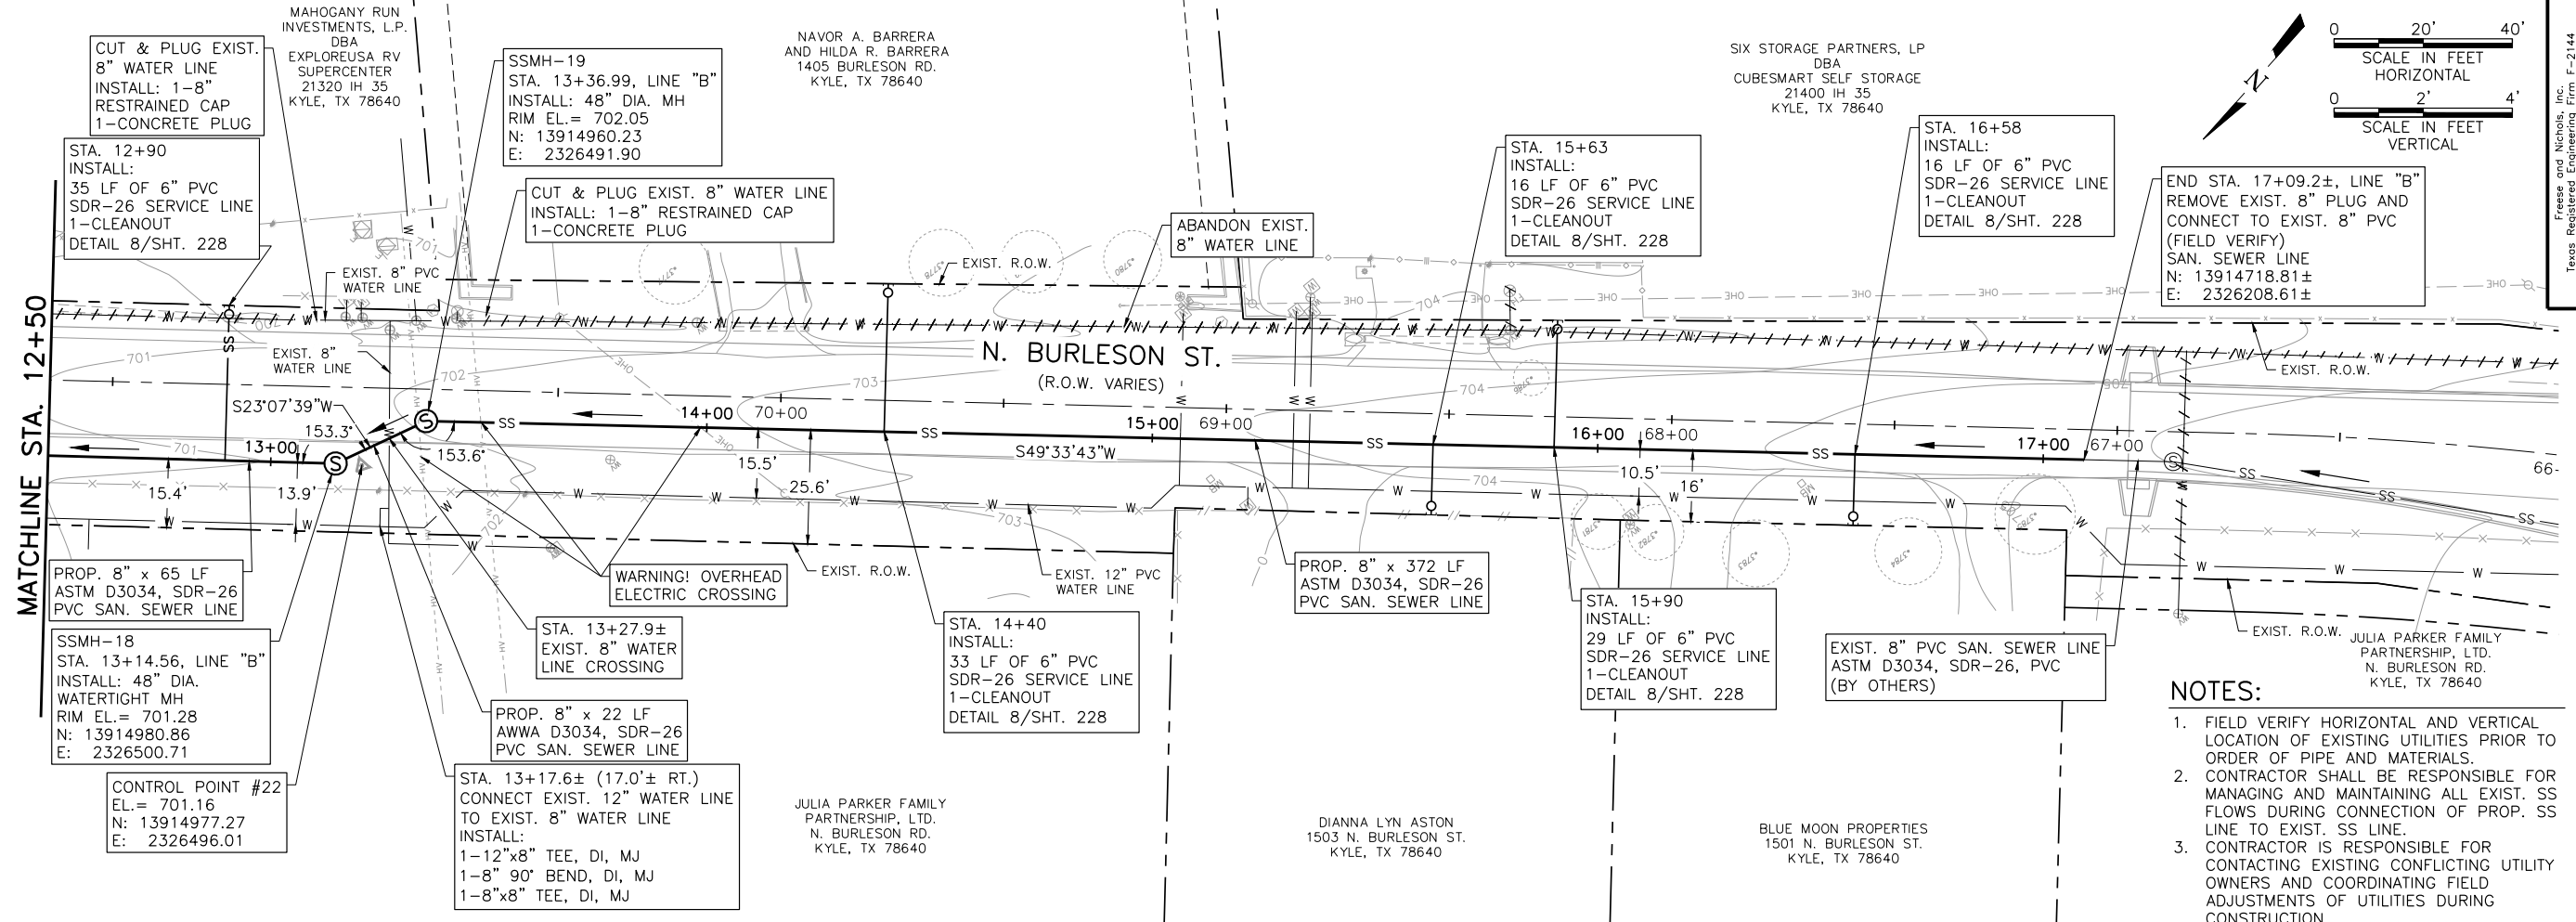 MAHOGANY RUN
INVESTMENTS, L.P.
DBA
EXPLOREUSA RV
SUPERCENTER
21320 IH 35
KYLE, TX 78640
NAVOR A. BARRERA
AND HILDA R. BARRERA
1405 BURLESON RD.
KYLE, TX 78640
SIX STORAGE PARTNERS, LP
DBA
CUBESMART SELF STORAGE
21400 IH 35
KYLE, TX 78640
N
0 20' 40'
SCALE IN FEET
HORIZONTAL
0 2' 4'
SCALE IN FEET
VERTICAL
Freese and Nichols, Inc.
Texas Registered Engineering Firm F-2144
CUT & PLUG EXIST.
8" WATER LINE
INSTALL: 1-8"
RESTRAINED CAP
1-CONCRETE PLUG
STA. 12+90
INSTALL:
35 LF OF 6" PVC
SDR-26 SERVICE LINE
1-CLEANOUT
DETAIL 8/SHT. 228
SSMH-19
STA. 13+36.99, LINE "B"
INSTALL: 48" DIA. MH
RIM EL.= 702.05
N: 13914960.23
E: 2326491.90
CUT & PLUG EXIST. 8" WATER LINE
INSTALL: 1-8" RESTRAINED CAP
1-CONCRETE PLUG
ABANDON EXIST.
8" WATER LINE
STA. 15+63
INSTALL:
16 LF OF 6" PVC
SDR-26 SERVICE LINE
1-CLEANOUT
DETAIL 8/SHT. 228
STA. 16+58
INSTALL:
16 LF OF 6" PVC
SDR-26 SERVICE LINE
1-CLEANOUT
DETAIL 8/SHT. 228
END STA. 17+09.2±, LINE "B"
REMOVE EXIST. 8" PLUG AND
CONNECT TO EXIST. 8" PVC
(FIELD VERIFY)
SAN. SEWER LINE
N: 13914718.81±
E: 2326208.61±
MATCHLINE STA. 12+50
EXIST. 8" PVC
WATER LINE
EXIST. R.O.W.
EXIST. 8"
WATER LINE
N. BURLESON ST.
(R.O.W. VARIES)
EXIST. R.O.W.
701
702
703
704
S23°07'39"W
153.3°
153.6°
13+00
14+00
70+00
15+00
69+00
16+00
68+00
17+00
67+00
66-
S49°33'43"W
15.4'
13.9'
15.5'
25.6'
10.5'
16'
PROP. 8" x 65 LF
ASTM D3034, SDR-26
PVC SAN. SEWER LINE
WARNING! OVERHEAD
ELECTRIC CROSSING
EXIST. R.O.W.
EXIST. 12" PVC
WATER LINE
PROP. 8" x 372 LF
ASTM D3034, SDR-26
PVC SAN. SEWER LINE
SSMH-18
STA. 13+14.56, LINE "B"
INSTALL: 48" DIA.
WATERTIGHT MH
RIM EL.= 701.28
N: 13914980.86
E: 2326500.71
STA. 13+27.9±
EXIST. 8" WATER
LINE CROSSING
STA. 14+40
INSTALL:
33 LF OF 6" PVC
SDR-26 SERVICE LINE
1-CLEANOUT
DETAIL 8/SHT. 228
STA. 15+90
INSTALL:
29 LF OF 6" PVC
SDR-26 SERVICE LINE
1-CLEANOUT
DETAIL 8/SHT. 228
EXIST. 8" PVC SAN. SEWER LINE
ASTM D3034, SDR-26, PVC
(BY OTHERS)
EXIST. R.O.W.
JULIA PARKER FAMILY
PARTNERSHIP, LTD.
N. BURLESON RD.
KYLE, TX 78640
PROP. 8" x 22 LF
AWWA D3034, SDR-26
PVC SAN. SEWER LINE
CONTROL POINT #22
EL.= 701.16
N: 13914977.27
E: 2326496.01
STA. 13+17.6± (17.0'± RT.)
CONNECT EXIST. 12" WATER LINE
TO EXIST. 8" WATER LINE
INSTALL:
1-12"x8" TEE, DI, MJ
1-8" 90° BEND, DI, MJ
1-8"x8" TEE, DI, MJ
JULIA PARKER FAMILY
PARTNERSHIP, LTD.
N. BURLESON RD.
KYLE, TX 78640
DIANNA LYN ASTON
1503 N. BURLESON ST.
KYLE, TX 78640
BLUE MOON PROPERTIES
1501 N. BURLESON ST.
KYLE, TX 78640
NOTES:
1. FIELD VERIFY HORIZONTAL AND VERTICAL
LOCATION OF EXISTING UTILITIES PRIOR TO
ORDER OF PIPE AND MATERIALS.
2. CONTRACTOR SHALL BE RESPONSIBLE FOR
MANAGING AND MAINTAINING ALL EXIST. SS
FLOWS DURING CONNECTION OF PROP. SS
LINE TO EXIST. SS LINE.
3. CONTRACTOR IS RESPONSIBLE FOR
CONTACTING EXISTING CONFLICTING UTILITY
OWNERS AND COORDINATING FIELD
ADJUSTMENTS OF UTILITIES DURING
CONSTRUCTION